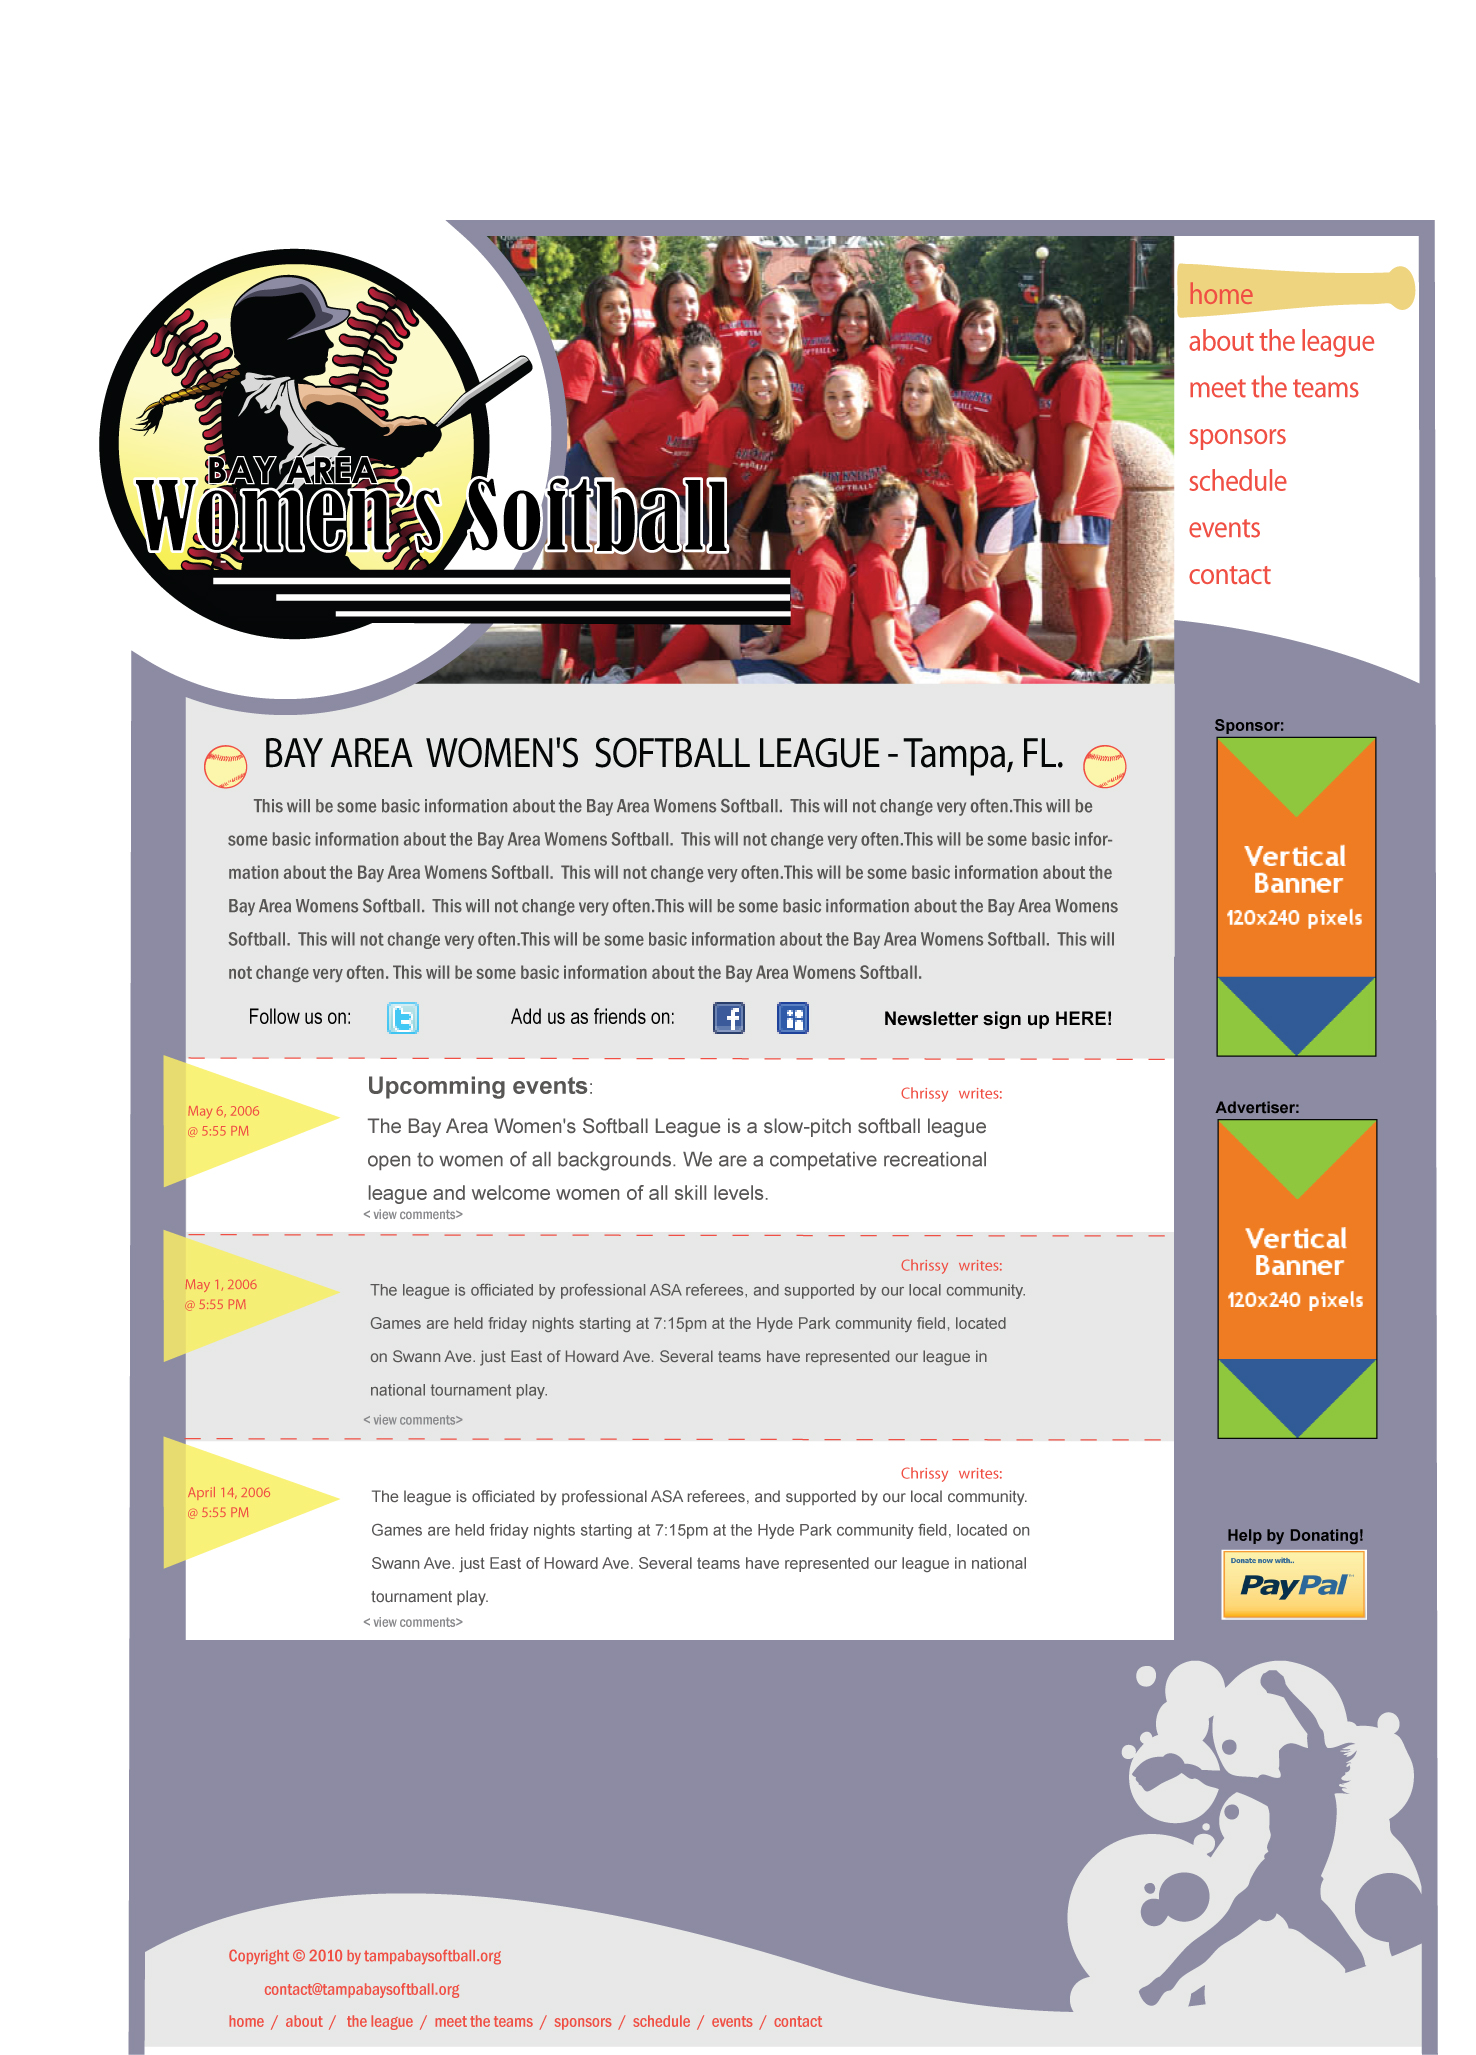 BAY AREA
Women's Softball
home
about the league
meet the teams
sponsors
schedule
events
contact
BAY AREA WOMEN'S SOFTBALL LEAGUE - Tampa, FL.
This will be some basic information about the Bay Area Womens Softball. This will not change very often.This will be
some basic information about the Bay Area Womens Softball. This will not change very often.This will be some basic infor-
mation about the Bay Area Womens Softball. This will not change very often.This will be some basic information about the
Bay Area Womens Softball. This will not change very often.This will be some basic information about the Bay Area Womens
Softball. This will not change very often.This will be some basic information about the Bay Area Womens Softball. This will
not change very often. This will be some basic information about the Bay Area Womens Softball.
Follow us on:
Add us as friends on:
Newsletter sign up HERE!
May 6, 2006
@ 5:55 PM
Upcomming events:
Chrissy writes:
The Bay Area Women's Softball League is a slow-pitch softball league
open to women of all backgrounds. We are a competative recreational
league and welcome women of all skill levels.
< view comments>
May 1, 2006
@ 5:55 PM
Chrissy writes:
The league is officiated by professional ASA referees, and supported by our local community.
Games are held friday nights starting at 7:15pm at the Hyde Park community field, located
on Swann Ave. just East of Howard Ave. Several teams have represented our league in
national tournament play.
< view comments>
April 14, 2006
@ 5:55 PM
Chrissy writes:
The league is officiated by professional ASA referees, and supported by our local community.
Games are held friday nights starting at 7:15pm at the Hyde Park community field, located on
Swann Ave. just East of Howard Ave. Several teams have represented our league in national
tournament play.
< view comments>
Sponsor:
Vertical
Banner
120x240 pixels
Advertiser:
Vertical
Banner
120x240 pixels
Help by Donating!
Donate now with..
PayPal
Copyright © 2010 by tampabaysoftball.org
contact@tampabaysoftball.org
home / about / the league / meet the teams / sponsors / schedule / events / contact